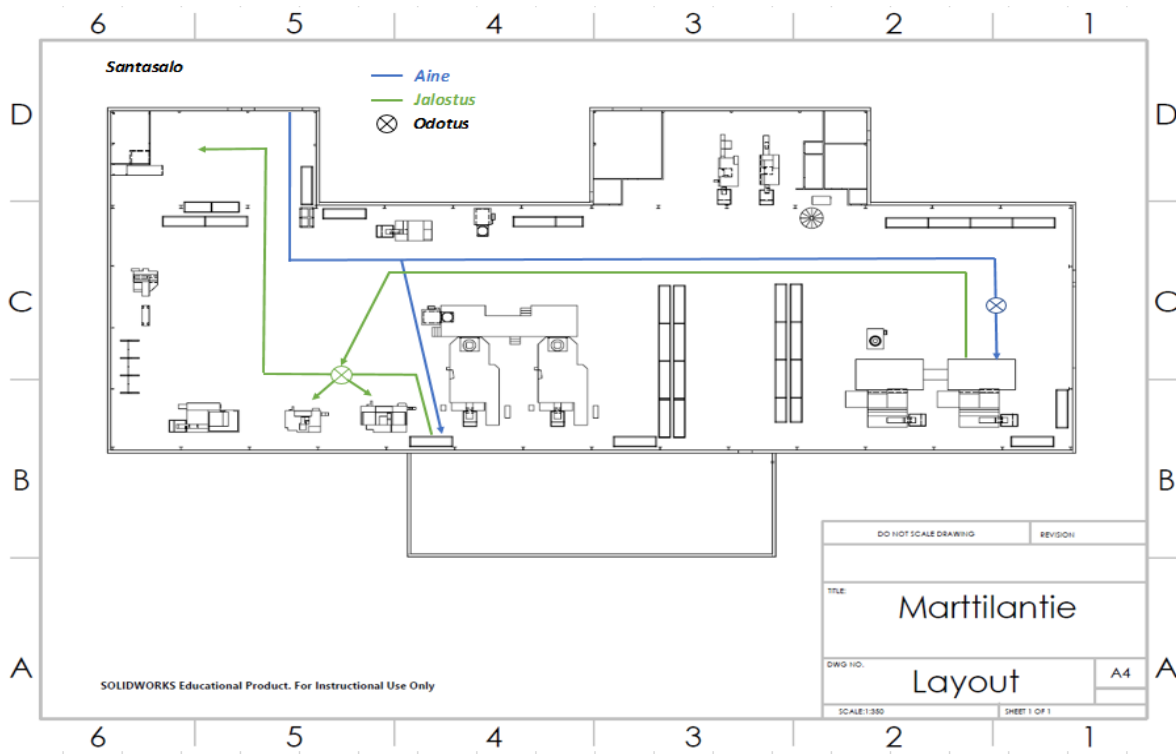 6 5 4 3 2 1
Santasalo
Aine
Jalostus
Odotus
D D
C C
B B
DO NOT SCALE DRAWING REVISION
TITLE:
Marttilantie
A A
DWG NO.
Layout A4
SOLIDWORKS Educational Product. For Instructional Use Only
SCALE:1:350 SHEET 1 OF 1
6 5 4 3 2 1